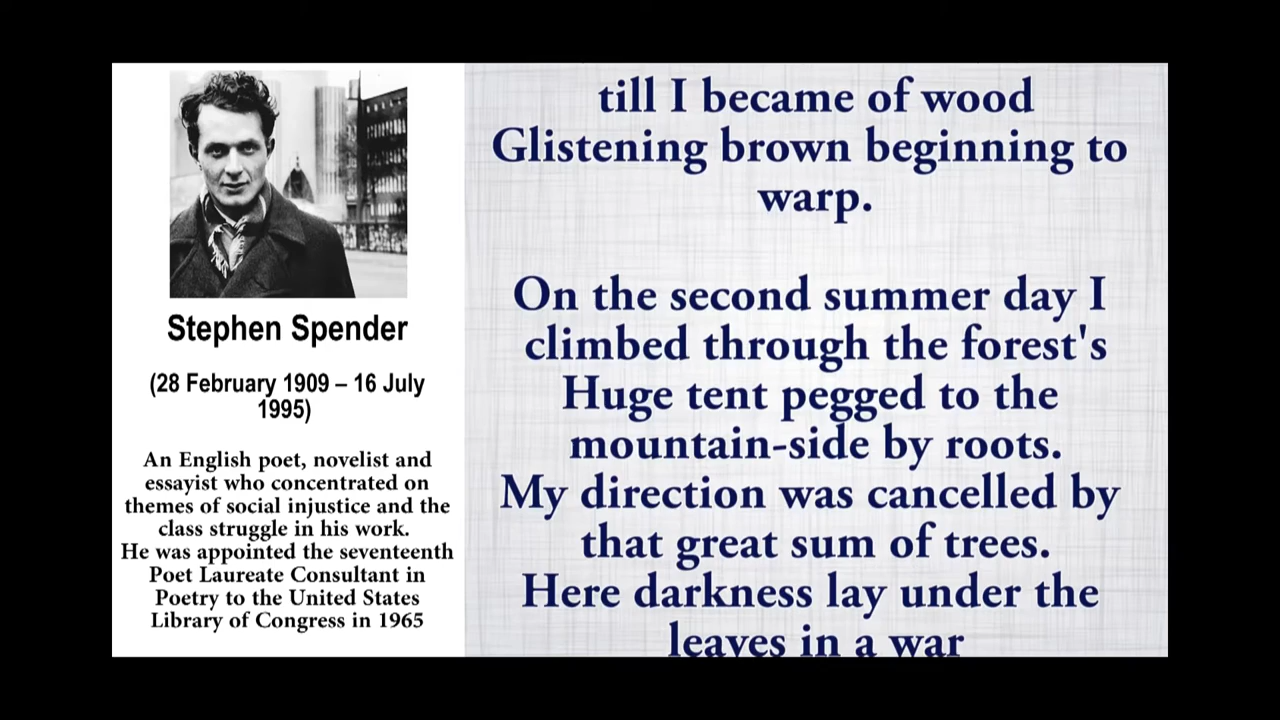 Stephen Spender
(28 February 1909 – 16 July
1995)
An English poet, novelist and
essayist who concentrated on
themes of social injustice and the
class struggle in his work.
He was appointed the seventeenth
Poet Laureate Consultant in
Poetry to the United States
Library of Congress in 1965
till I became of wood
Glistening brown beginning to
warp.
On the second summer day I
climbed through the forest's
Huge tent pegged to the
mountain-side by roots.
My direction was cancelled by
that great sum of trees.
Here darkness lay under the
leaves in a war